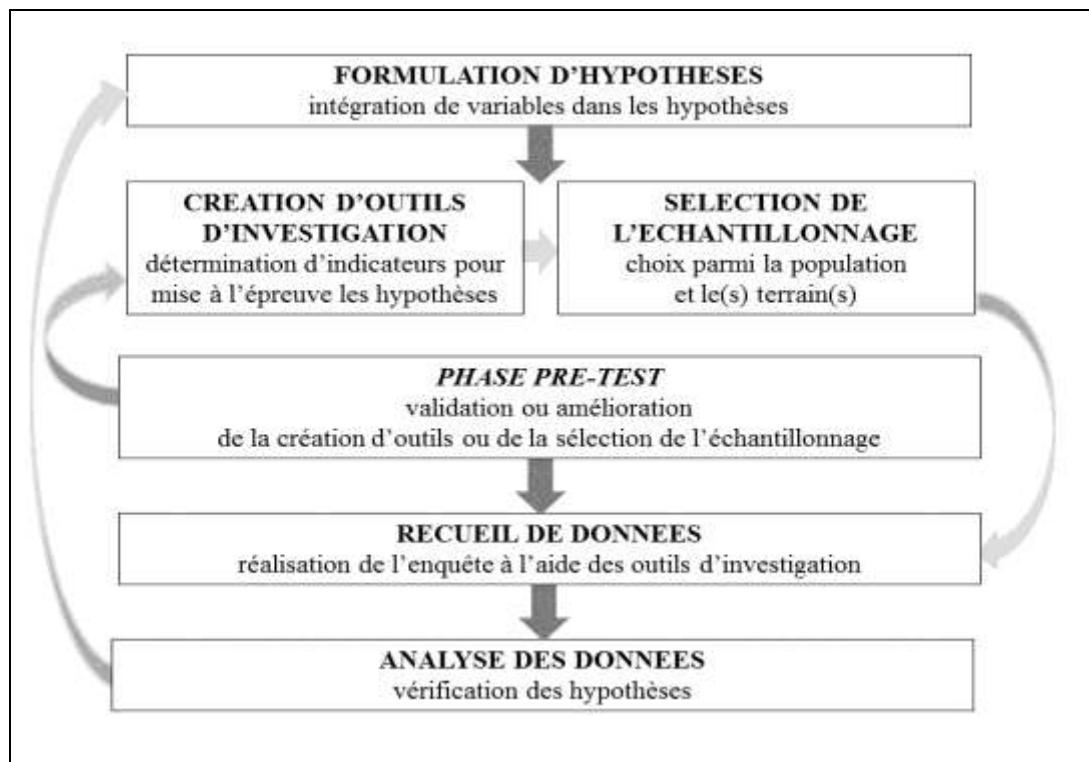 FORMULATION D’HYPOTHESES
intégration de variables dans les hypothèses
CREATION D’OUTILS
D’INVESTIGATION
détermination d’indicateurs pour
mise à l’épreuve les hypothèses
SELECTION DE
L’ECHANTILLONNAGE
choix parmi la population
et le(s) terrain(s)
PHASE PRE-TEST
validation ou amélioration
de la création d’outils ou de la sélection de l’échantillonnage
RECUEIL DE DONNEES
réalisation de l’enquête à l’aide des outils d’investigation
ANALYSE DES DONNEES
vérification des hypothèses